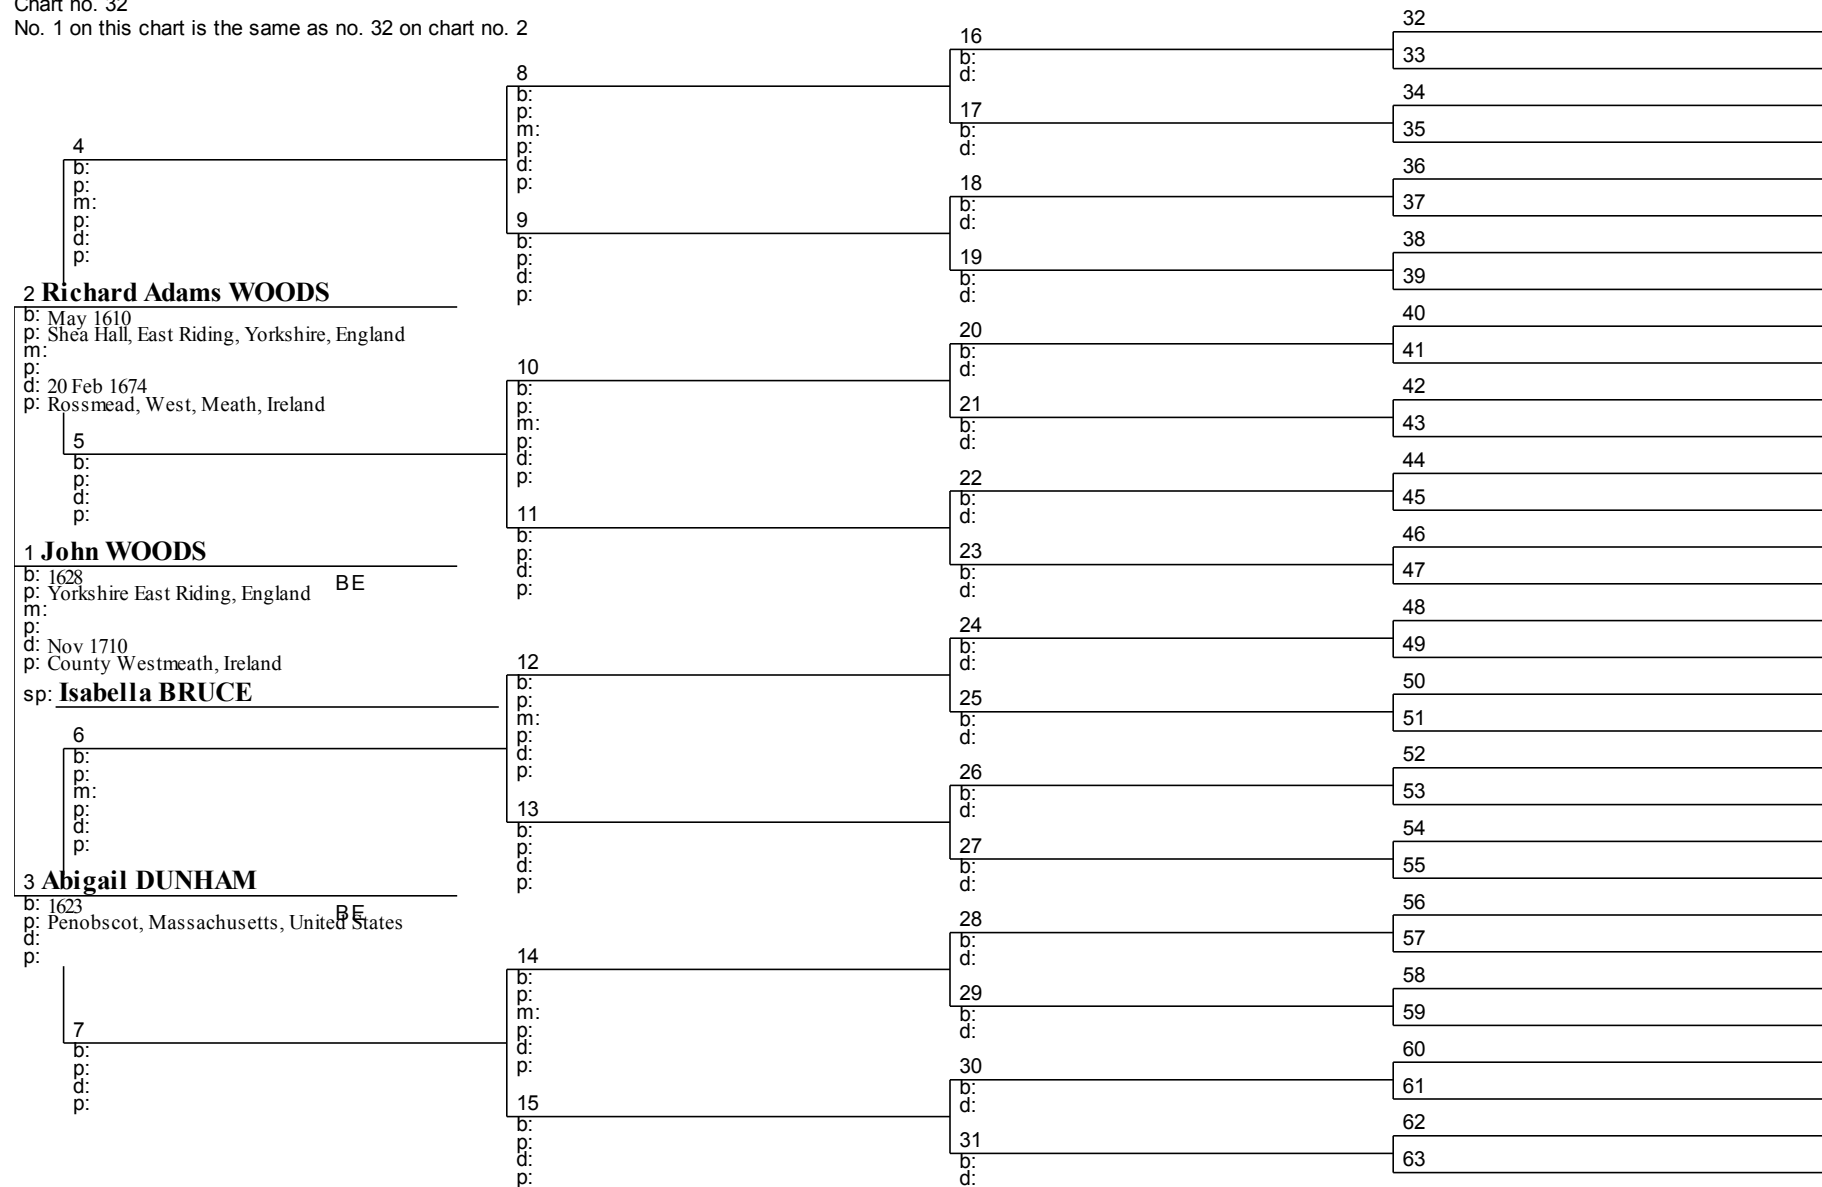 Chart no. 32
No. 1 on this chart is the same as no. 32 on chart no. 2
4
b:
p:
m:
p:
d:
p:
2 Richard Adams WOODS
b: May 1610
p: Shea Hall, East Riding, Yorkshire, England
m:
p:
d: 20 Feb 1674
p: Rossmead, West, Meath, Ireland
5
b:
p:
d:
p:
1 John WOODS
b: 1628 BE
p: Yorkshire East Riding, England
m:
p:
d: Nov 1710
p: County Westmeath, Ireland
sp: Isabella BRUCE
6
b:
p:
m:
p:
d:
p:
3 Abigail DUNHAM
b: 1623 BE
p: Penobscot, Massachusetts, United States
d:
p:
7
b:
p:
d:
p:
8
b:
p:
m:
p:
d:
p:
9
b:
p:
d:
p:
10
b:
p:
m:
p:
d:
p:
11
b:
p:
d:
p:
12
b:
p:
m:
p:
d:
p:
13
b:
p:
d:
p:
14
b:
p:
m:
p:
d:
p:
15
b:
p:
d:
p:
16
b:
d:
17
b:
d:
18
b:
d:
19
b:
d:
20
b:
d:
21
b:
d:
22
b:
d:
23
b:
d:
24
b:
d:
25
b:
d:
26
b:
d:
27
b:
d:
28
b:
d:
29
b:
d:
30
b:
d:
31
b:
d:
32
33
34
35
36
37
38
39
40
41
42
43
44
45
46
47
48
49
50
51
52
53
54
55
56
57
58
59
60
61
62
63